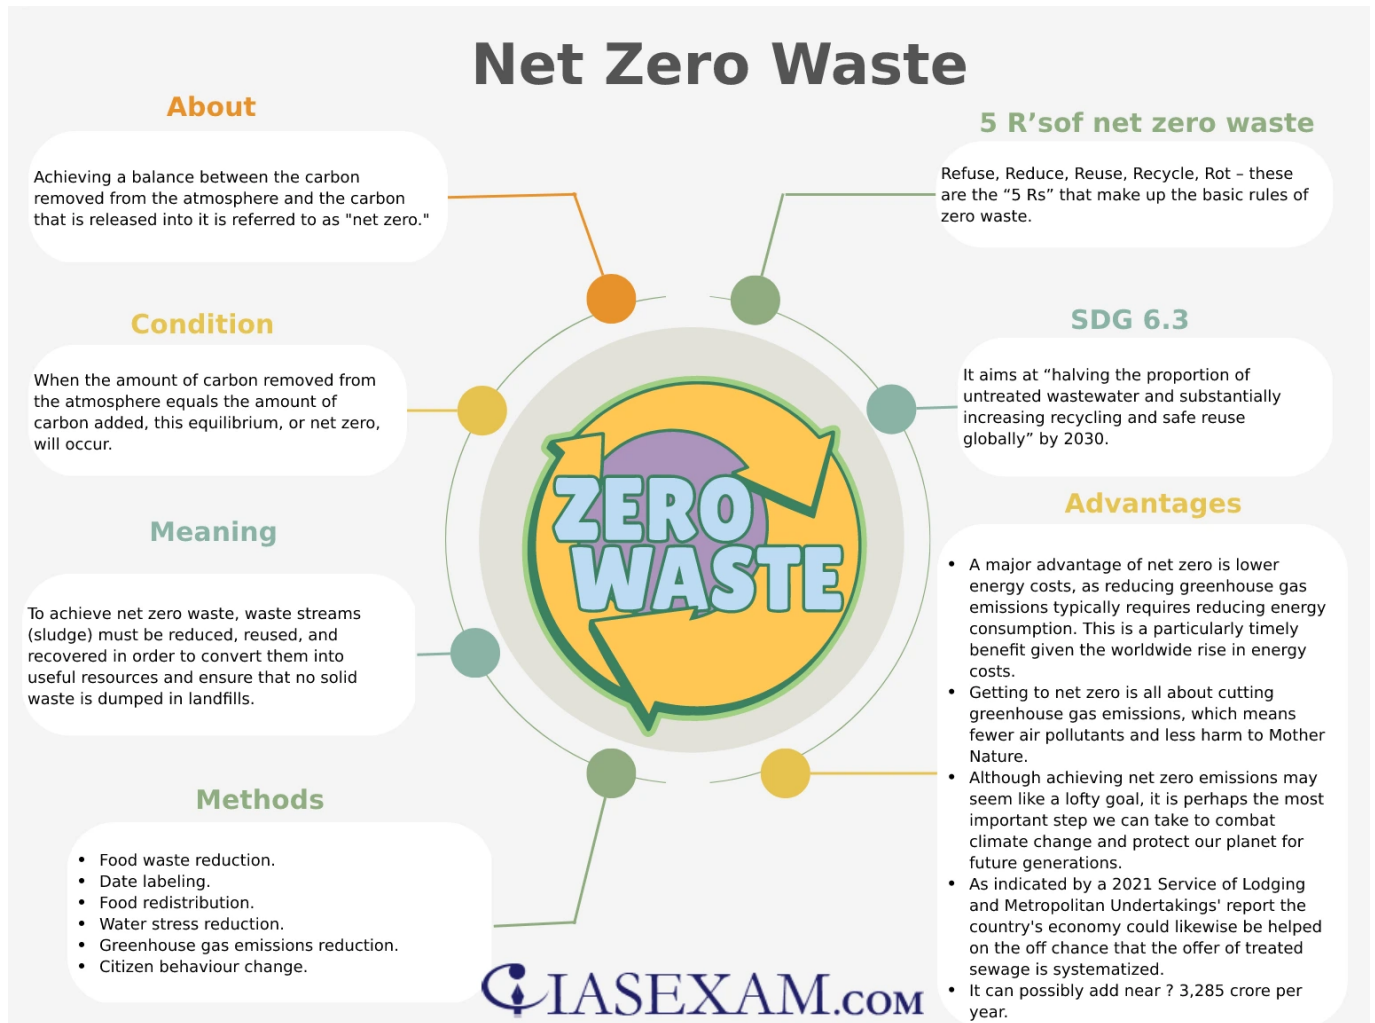 Net Zero Waste
About
Achieving a balance between the carbon
removed from the atmosphere and the carbon
that is released into it is referred to as "net zero."
Condition
When the amount of carbon removed from
the atmosphere equals the amount of
carbon added, this equilibrium, or net zero,
will occur.
Meaning
To achieve net zero waste, waste streams
(sludge) must be reduced, reused, and
recovered in order to convert them into
useful resources and ensure that no solid
waste is dumped in landfills.
Methods
• Food waste reduction.
• Date labeling.
• Food redistribution.
• Water stress reduction.
• Greenhouse gas emissions reduction.
• Citizen behaviour change.
ZERO
WASTE
5 R’sof net zero waste
Refuse, Reduce, Reuse, Recycle, Rot – these
are the “5 Rs” that make up the basic rules of
zero waste.
SDG 6.3
It aims at “halving the proportion of
untreated wastewater and substantially
increasing recycling and safe reuse
globally” by 2030.
Advantages
• A major advantage of net zero is lower
energy costs, as reducing greenhouse gas
emissions typically requires reducing energy
consumption. This is a particularly timely
benefit given the worldwide rise in energy
costs.
• Getting to net zero is all about cutting
greenhouse gas emissions, which means
fewer air pollutants and less harm to Mother
Nature.
• Although achieving net zero emissions may
seem like a lofty goal, it is perhaps the most
important step we can take to combat
climate change and protect our planet for
future generations.
• As indicated by a 2021 Service of Lodging
and Metropolitan Undertakings' report the
country's economy could likewise be helped
on the off chance that the offer of treated
sewage is systematized.
• It can possibly add near ? 3,285 crore per
year.
IASEXAM.COM